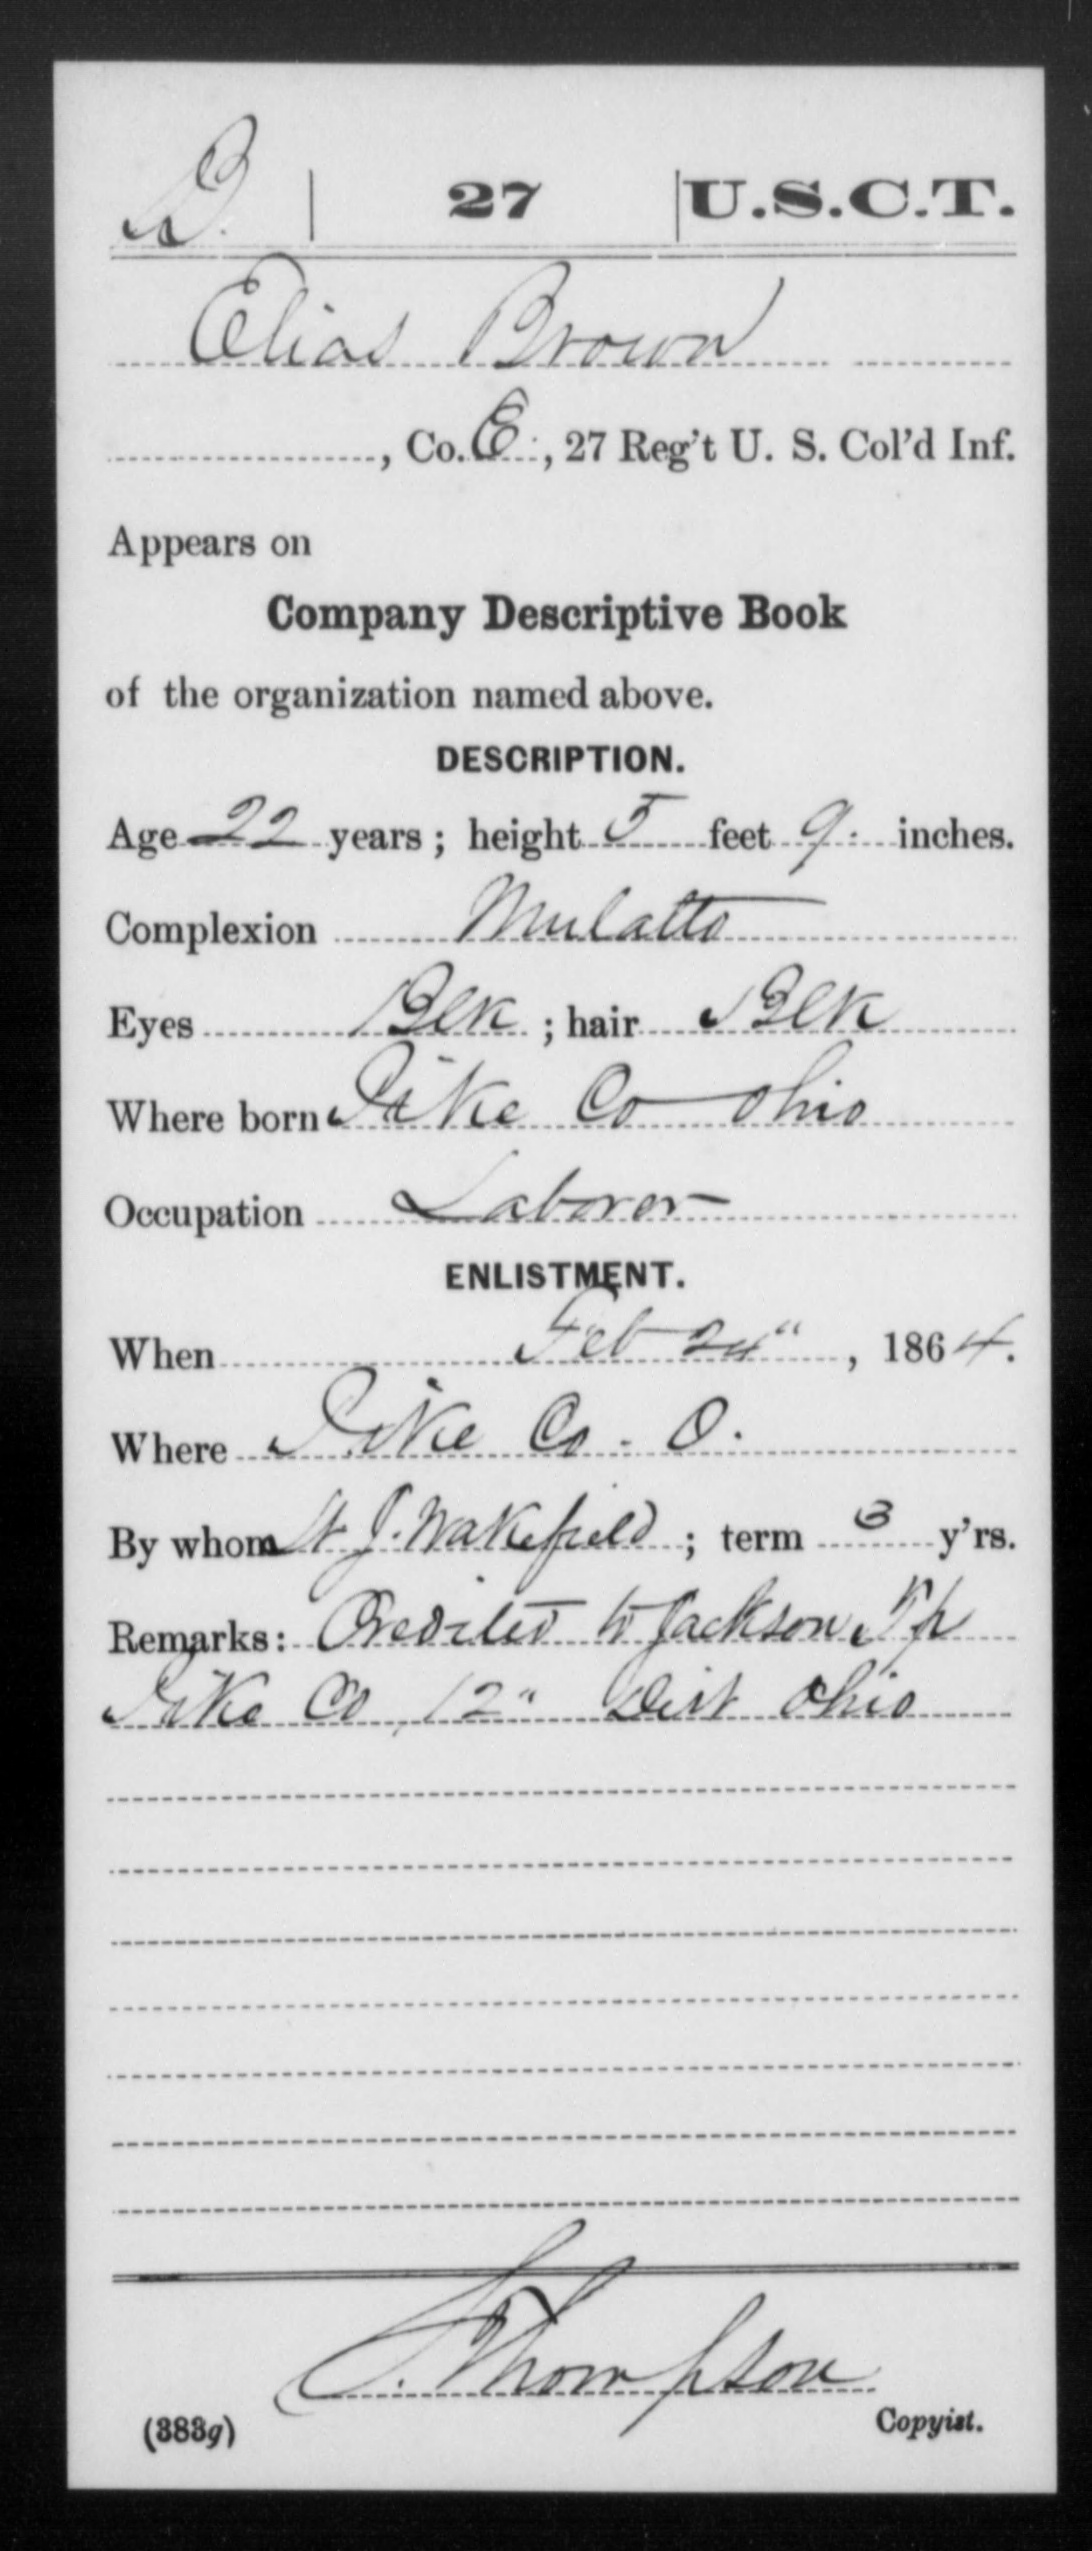 B. | 27 | U.S.C.T.
Elias Brown
, Co. E, 27 Reg't U. S. Col'd Inf.
Appears on
Company Descriptive Book
of the organization named above.
DESCRIPTION.
Age 22 years; height 5 feet 9 inches.
Complexion Mulatto
Eyes Blk ; hair Blk
Where born Pike Co Ohio
Occupation Laborer
ENLISTMENT.
When Feb 24", 1864.
Where Pike Co. O.
By whom Lt J. Wakefield ; term 3 y'rs.
Remarks: Credited to Jackson Tp
Pike Co, 12" Dist Ohio
Thompson
(383g) Copyist.